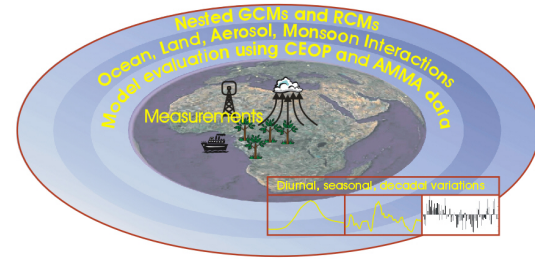 Nested GCMs and RCMs
Ocean, Land, Aerosol, Monsoon Interactions
Model evaluation using CEOP and AMMA data
Measurements
Diurnal, seasonal, decadal variations